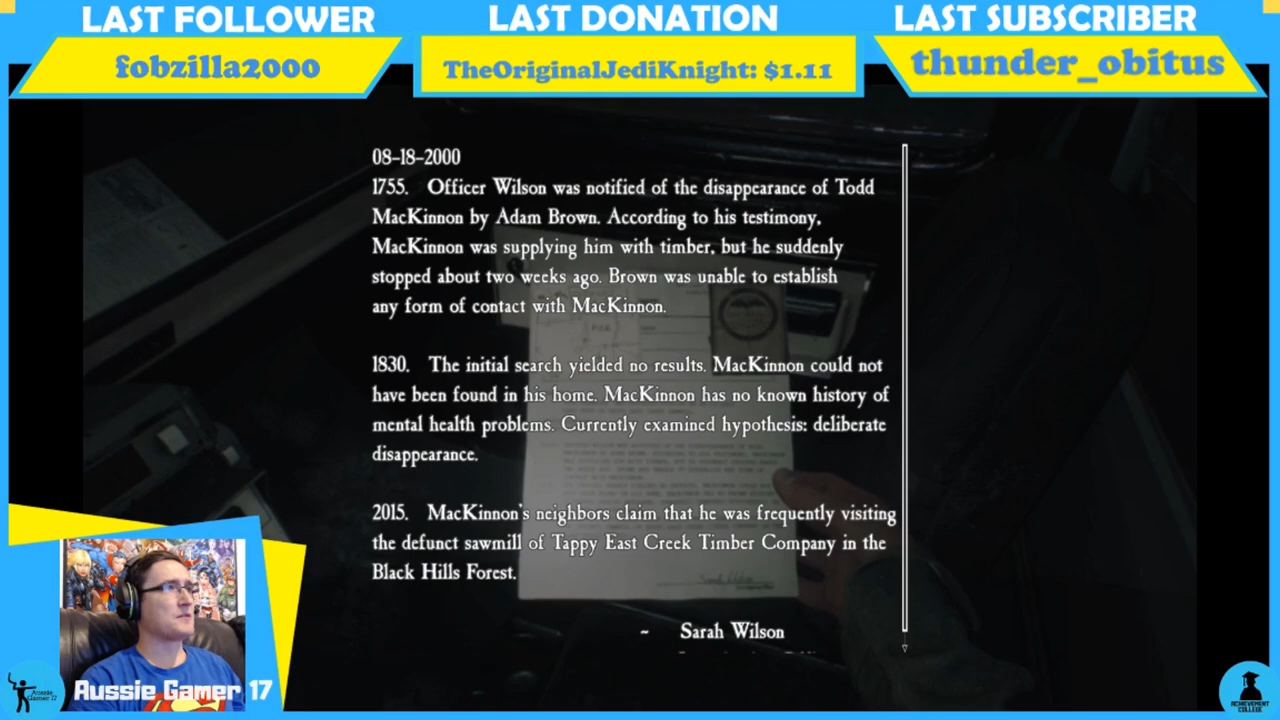 LAST FOLLOWER
LAST DONATION
LAST SUBSCRIBER
fobzilla2000
TheOriginalJediKnight: $1.11
thunder_obitus
08-18-2000
1755. Officer Wilson was notified of the disappearance of Todd
MacKinnon by Adam Brown. According to his testimony,
MacKinnon was supplying him with timber, but he suddenly
stopped about two weeks ago. Brown was unable to establish
any form of contact with MacKinnon.
1830. The initial search yielded no results. MacKinnon could not
have been found in his home. MacKinnon has no known history of
mental health problems. Currently examined hypothesis: deliberate
disappearance.
2015. MacKinnon's neighbors claim that he was frequently visiting
the defunct sawmill of Tappy East Creek Timber Company in the
Black Hills Forest.
~ Sarah Wilson
Aussie Gamer 17
Aussie
Gamer 17
ACHIEVEMENT
COLLEGE